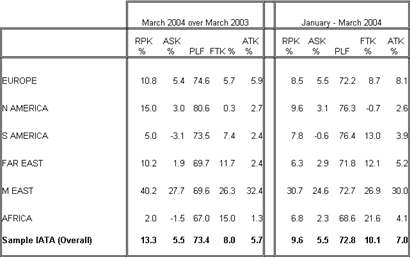 March 2004 over March 2003 January - March 2004
RPK % ASK % PLF FTK % ATK % RPK % ASK % PLF FTK % ATK %
EUROPE 10.8 5.4 74.6 5.7 5.9 8.5 5.5 72.2 8.7 8.1
N AMERICA 15.0 3.0 80.6 0.3 2.7 9.6 3.1 76.3 -0.7 2.6
S AMERICA 5.0 -3.1 73.5 7.4 2.4 7.8 -0.6 76.4 13.0 3.9
FAR EAST 10.2 1.9 69.7 11.7 2.4 6.3 2.9 71.8 12.1 5.2
M EAST 40.2 27.7 69.6 26.3 32.4 30.7 24.6 72.7 26.9 30.0
AFRICA 2.0 -1.5 67.0 15.0 1.3 6.8 2.3 68.6 21.6 4.1
Sample IATA (Overall) 13.3 5.5 73.4 8.0 5.7 9.6 5.5 72.8 10.1 7.0